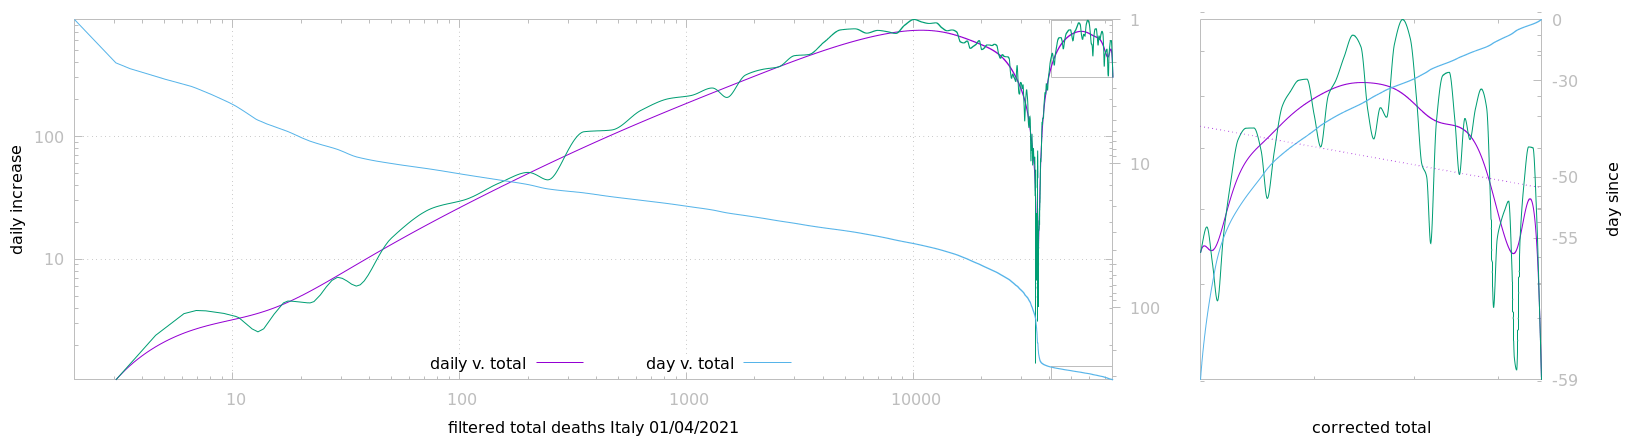 daily increase
100
10
daily v. total
day v. total
10
100
1000
10000
filtered total deaths Italy 01/04/2021
1
10
100
0
-30
-50
-55
-59
day since
corrected total